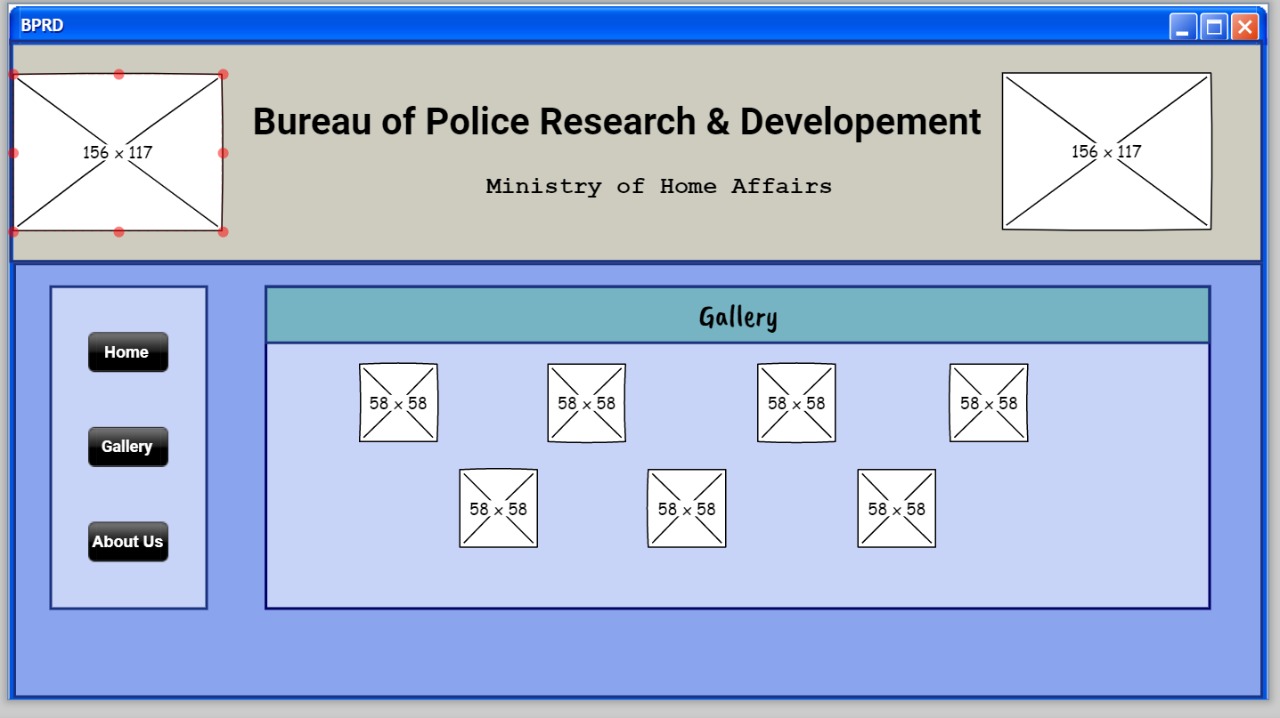 BPRD
Bureau of Police Research & Developement
156 x 117
156 x 117
Ministry of Home Affairs
Gallery
Home
58 x 58
58 x 58
58 x 58
58 x 58
Gallery
58 x 58
58 x 58
58 x 58
About Us